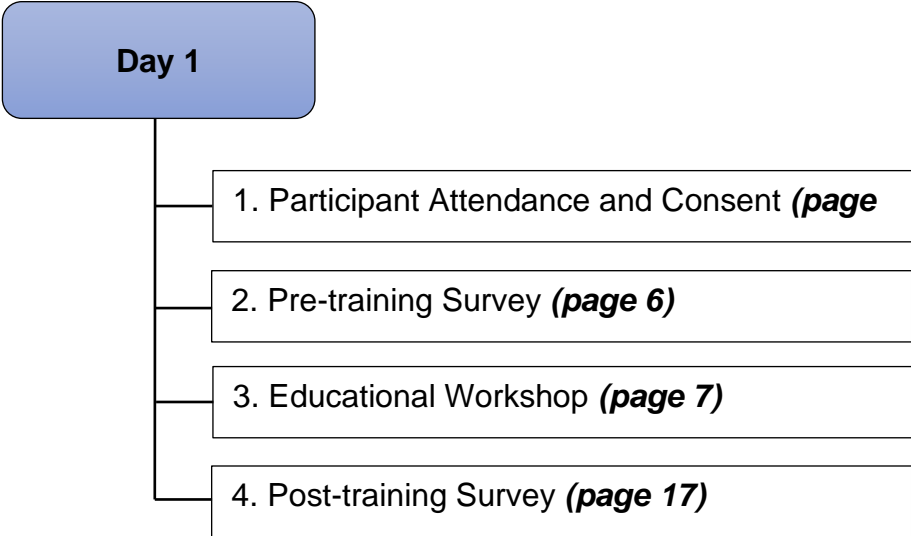 Day 1
1. Participant Attendance and Consent (page
2. Pre-training Survey (page 6)
3. Educational Workshop (page 7)
4. Post-training Survey (page 17)